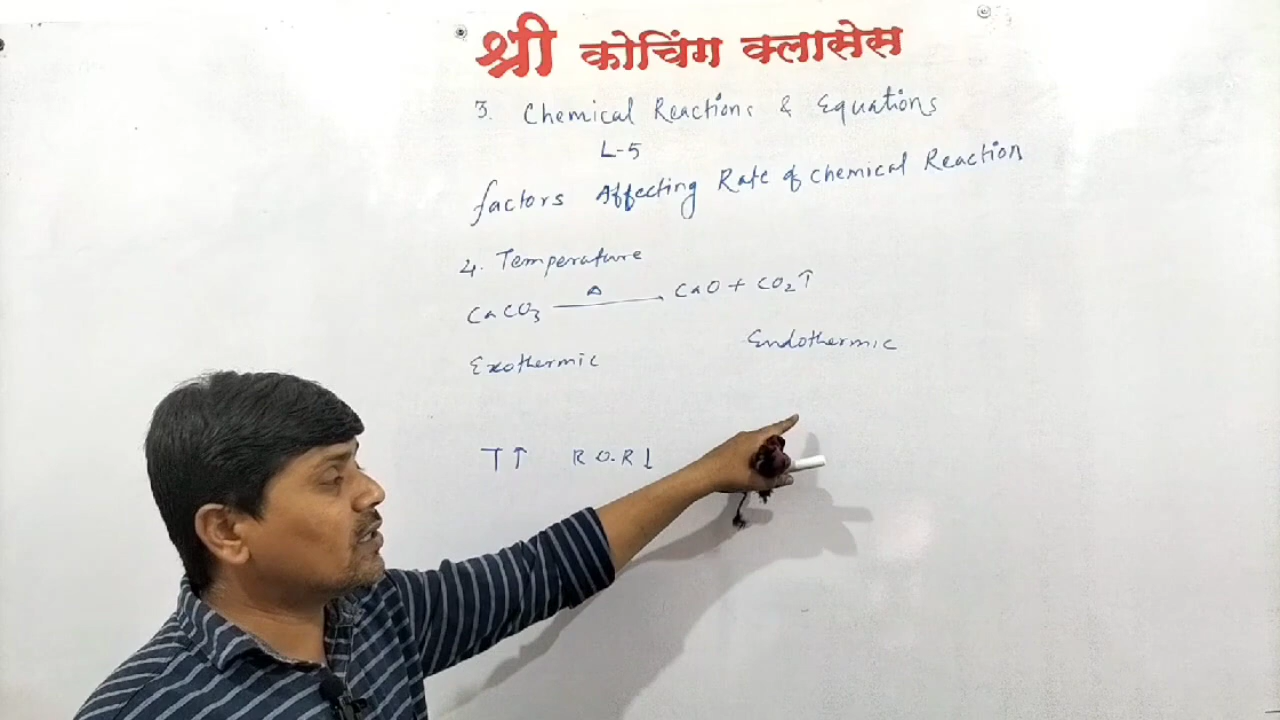 श्री कोचिंग क्लासेस
3. Chemical Reactions & Equations
L-5
factors Affecting Rate of chemical Reaction
4. Temperature
CaCO₃ —Δ→ CaO + CO₂↑
Exothermic Endothermic
T↑ R.O.R↓